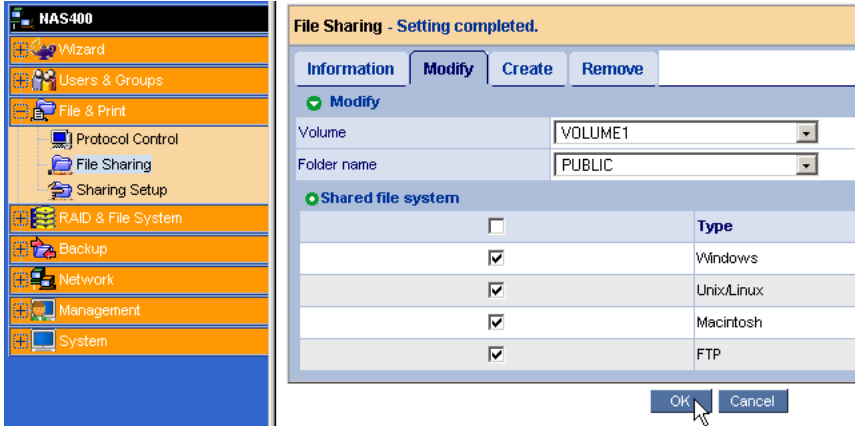 NAS400
Wizard
Users & Groups
File & Print
Protocol Control
File Sharing
Sharing Setup
RAID & File System
Backup
Network
Management
System
File Sharing - Setting completed.
Information Modify Create Remove
Modify
Volume VOLUME1
Folder name PUBLIC
Shared file system
Type
Windows
Unix/Linux
Macintosh
FTP
OK Cancel